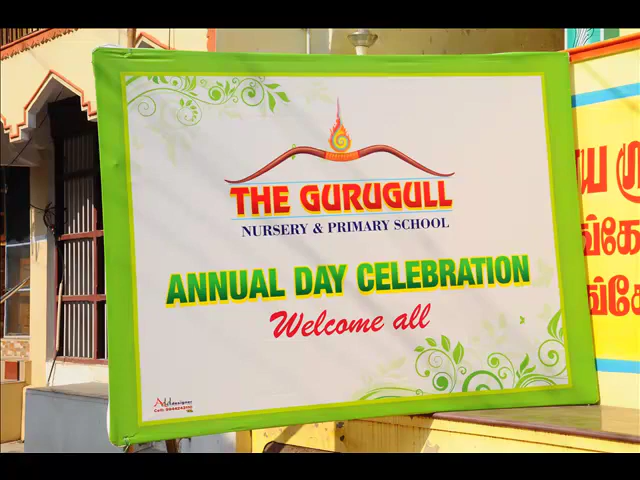 THE GURUGULL
NURSERY & PRIMARY SCHOOL
ANNUAL DAY CELEBRATION
Welcome all